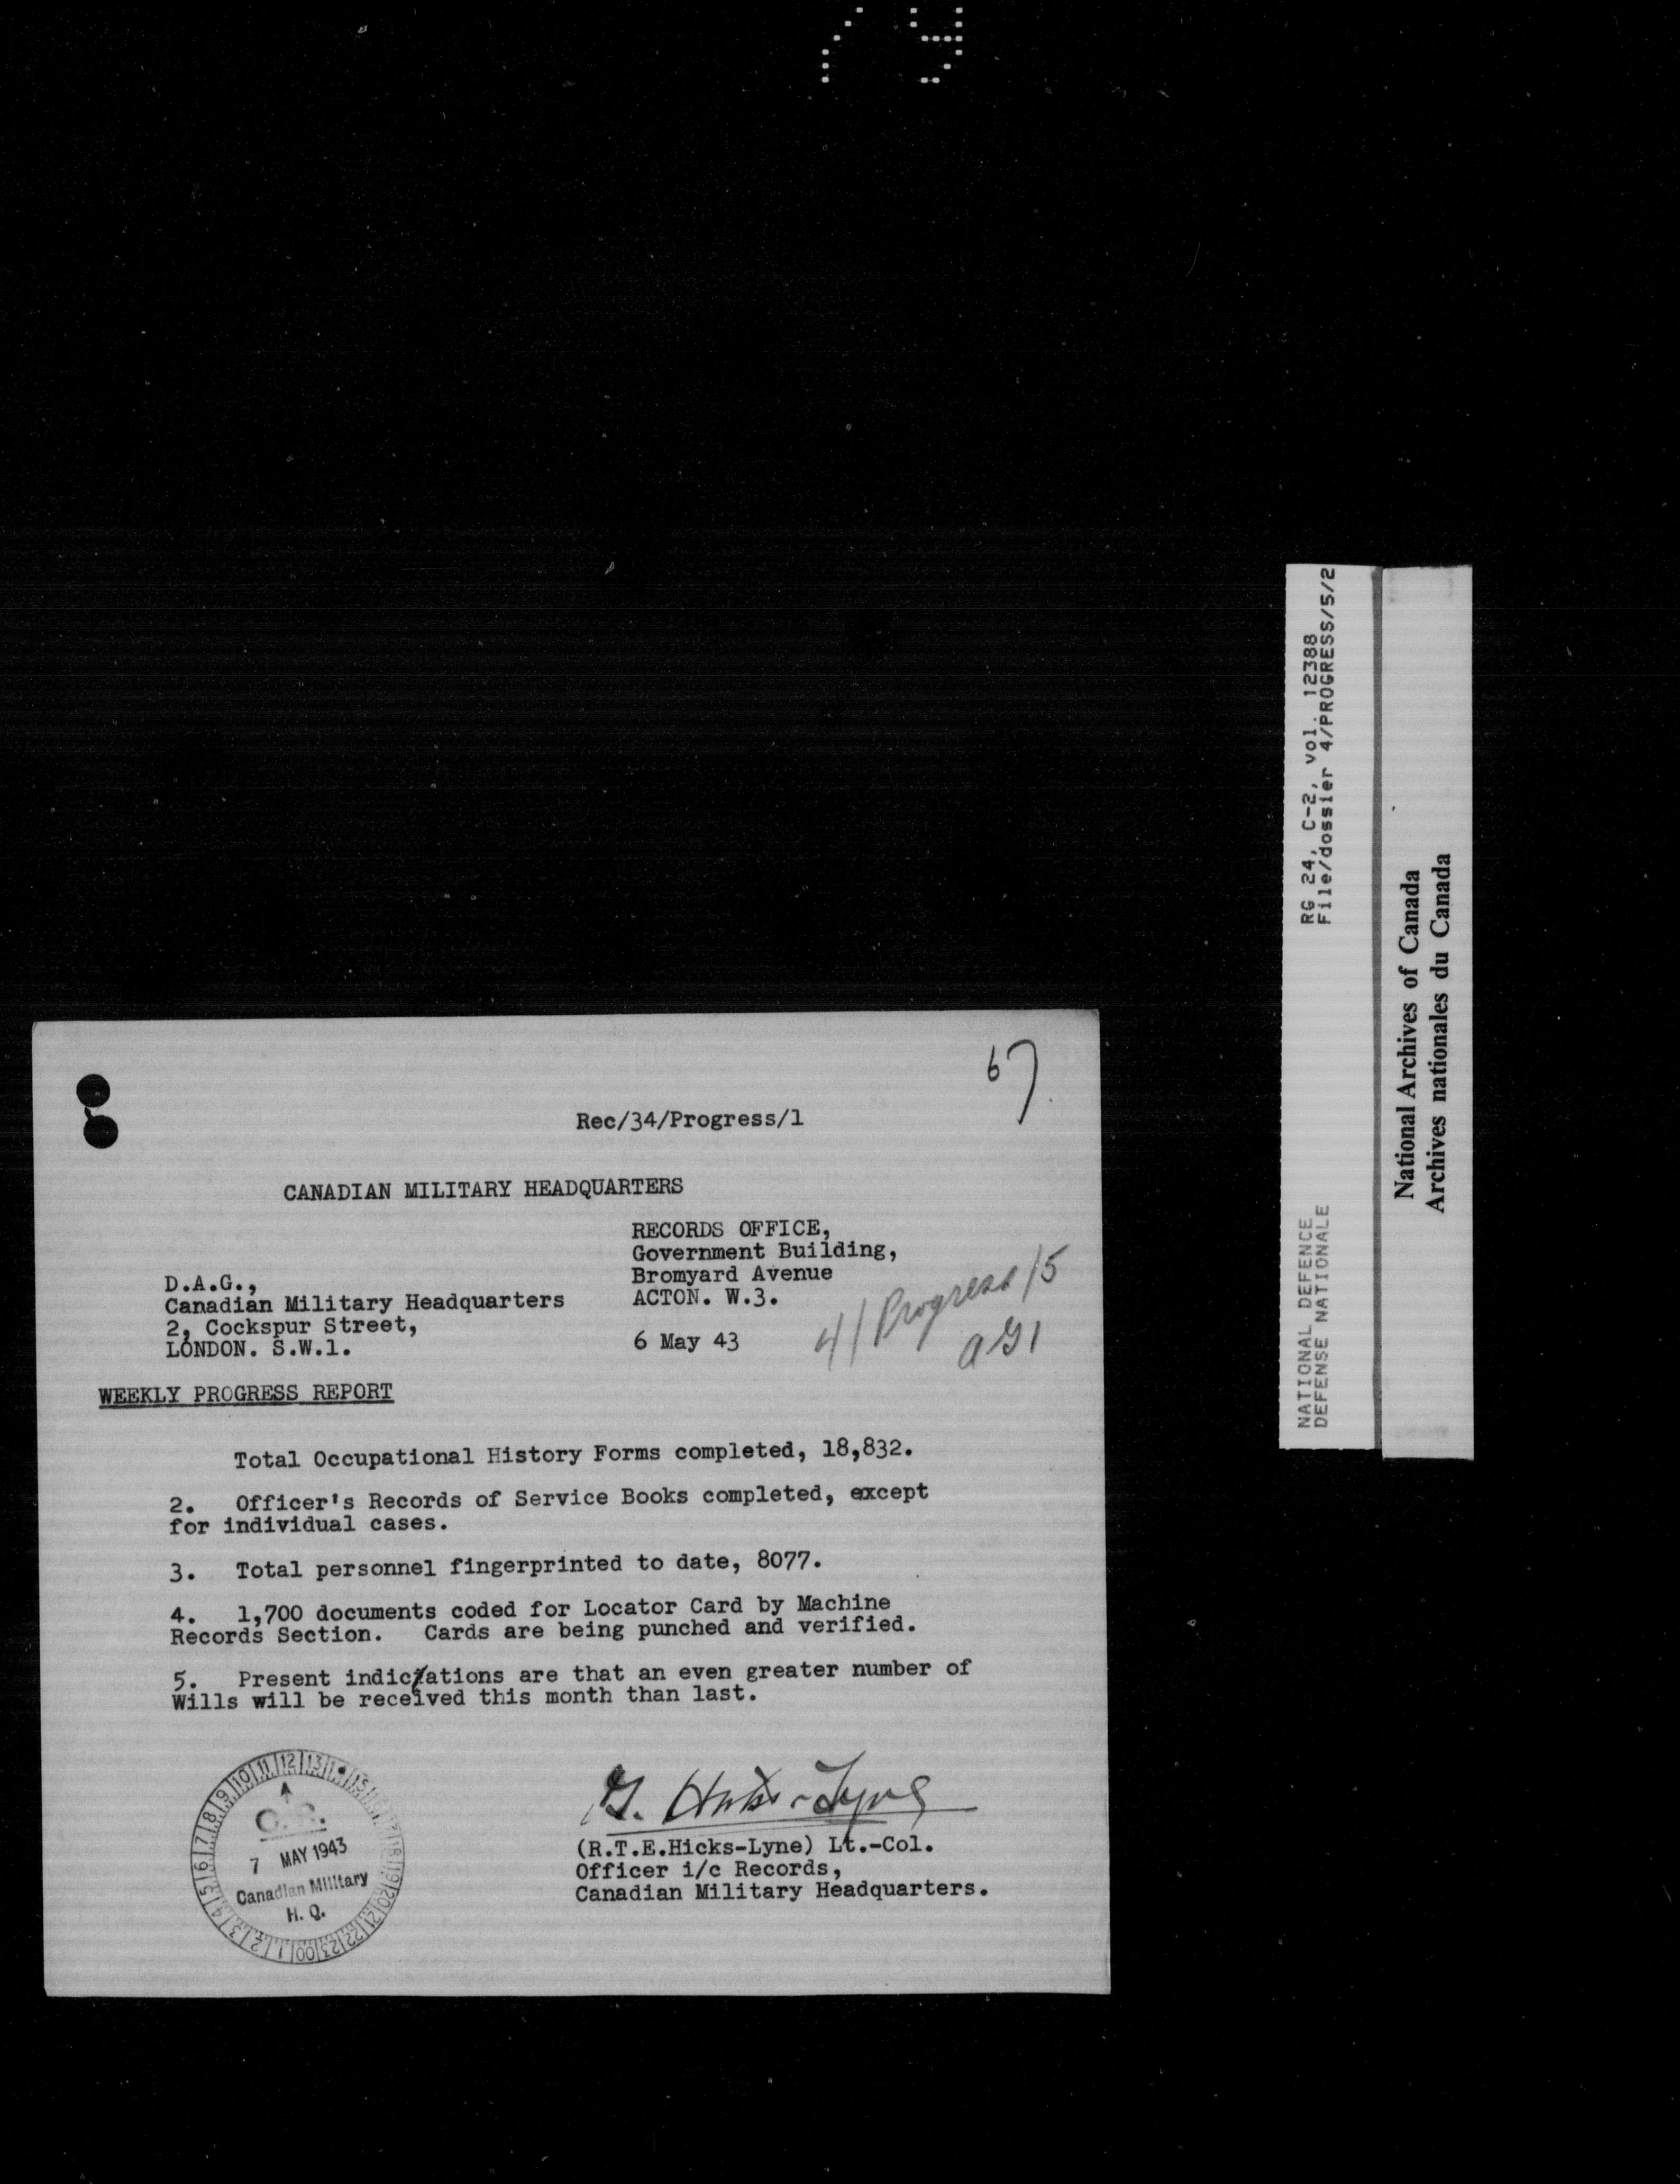 67
Rec/34/Progress/1
CANADIAN MILITARY HEADQUARTERS
RECORDS OFFICE,
Government Building,
Bromyard Avenue
ACTON. W.3.
6 May 43
D.A.G.,
Canadian Military Headquarters
2, Cockspur Street,
LONDON. S.W.1.
4/Progress/5
AG1
WEEKLY PROGRESS REPORT
Total Occupational History Forms completed, 18,832.
2. Officer's Records of Service Books completed, except
for individual cases.
3. Total personnel fingerprinted to date, 8077.
4. 1,700 documents coded for Locator Card by Machine
Records Section. Cards are being punched and verified.
5. Present indications are that an even greater number of
Wills will be received this month than last.
Hicks-Lyne
(R.T.E.Hicks-Lyne) Lt.-Col.
Officer i/c Records,
Canadian Military Headquarters.
C.R.
7 MAY 1943
Canadian Military
H. Q.
RG 24, C-2, vol. 12388
File/dossier 4/PROGRESS/5/2
NATIONAL DEFENCE
DEFENSE NATIONALE
National Archives of Canada
Archives nationales du Canada